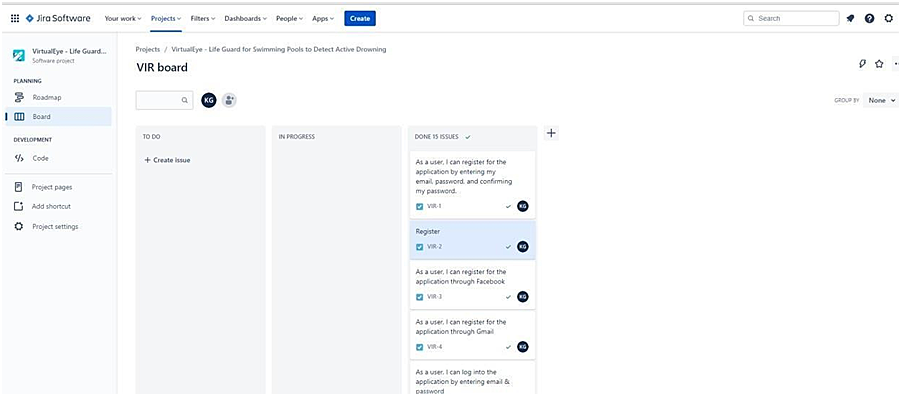 Jira Software Your work Projects Filters Dashboards People Apps Create Search
VirtualEye - Life Guard...
Software project
PLANNING
Roadmap
Board
DEVELOPMENT
Code
Project pages
Add shortcut
Project settings
Projects / VirtualEye - Life Guard for Swimming Pools to Detect Active Drowning
VIR board
KG
GROUP BY None
TO DO
+ Create issue
IN PROGRESS
DONE 15 ISSUES
As a user, I can register for the
application by entering my
email, password, and confirming
my password.
VIR-1 KG
Register
VIR-2 KG
As a user, I can register for the
application through Facebook
VIR-3 KG
As a user, I can register for the
application through Gmail
VIR-4 KG
As a user, I can log into the
application by entering email &
password